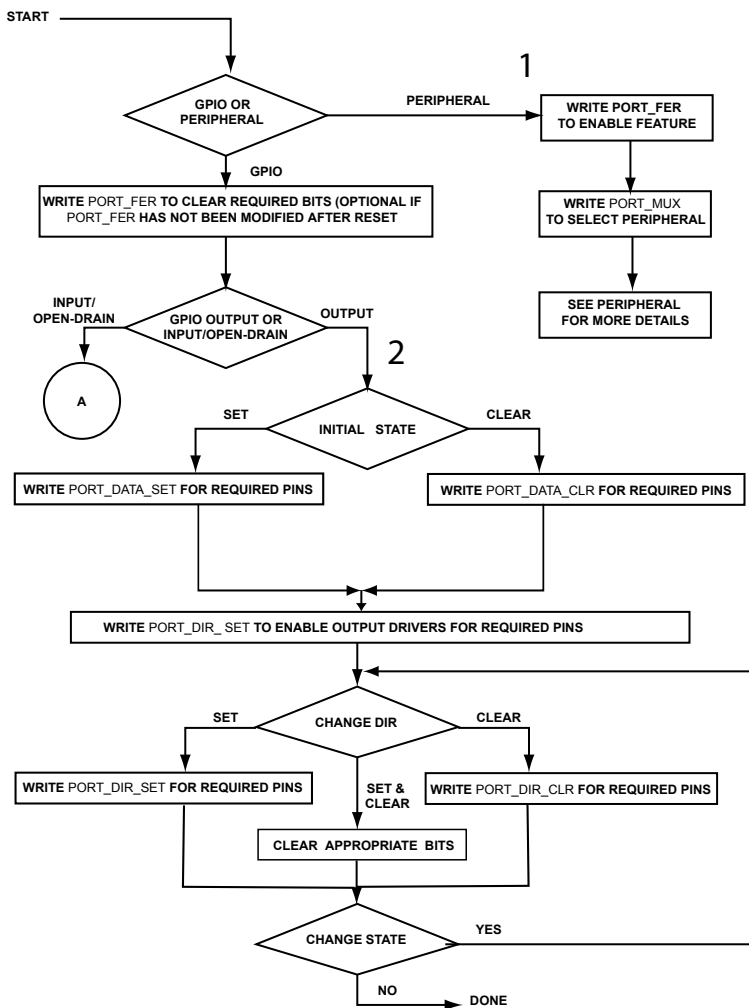 START
1
GPIO OR
PERIPHERAL
PERIPHERAL
WRITE PORT_FER
TO ENABLE FEATURE
GPIO
WRITE PORT_FER TO CLEAR REQUIRED BITS (OPTIONAL IF
PORT_FER HAS NOT BEEN MODIFIED AFTER RESET
WRITE PORT_MUX
TO SELECT PERIPHERAL
SEE PERIPHERAL
FOR MORE DETAILS
INPUT/
OPEN-DRAIN
GPIO OUTPUT OR
INPUT/OPEN-DRAIN
OUTPUT
2
A
SET
INITIAL STATE
CLEAR
WRITE PORT_DATA_SET FOR REQUIRED PINS
WRITE PORT_DATA_CLR FOR REQUIRED PINS
WRITE PORT_DIR_ SET TO ENABLE OUTPUT DRIVERS FOR REQUIRED PINS
SET
CHANGE DIR
CLEAR
WRITE PORT_DIR_SET FOR REQUIRED PINS
SET &
CLEAR
WRITE PORT_DIR_CLR FOR REQUIRED PINS
CLEAR APPROPRIATE BITS
CHANGE STATE
YES
NO
DONE